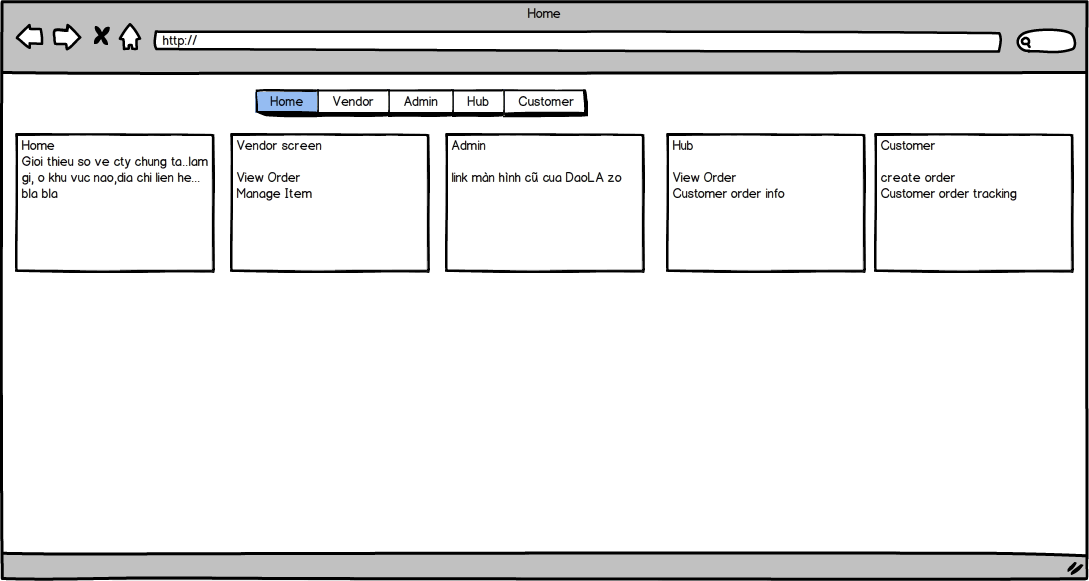 Home
http://
Home Vendor Admin Hub Customer
Home
Gioi thieu so ve cty chung ta..lam
gi, o khu vuc nao,dia chi lien he...
bla bla
Vendor screen
View Order
Manage Item
Admin
link màn hình cũ cua DaoLA zo
Hub
View Order
Customer order info
Customer
create order
Customer order tracking